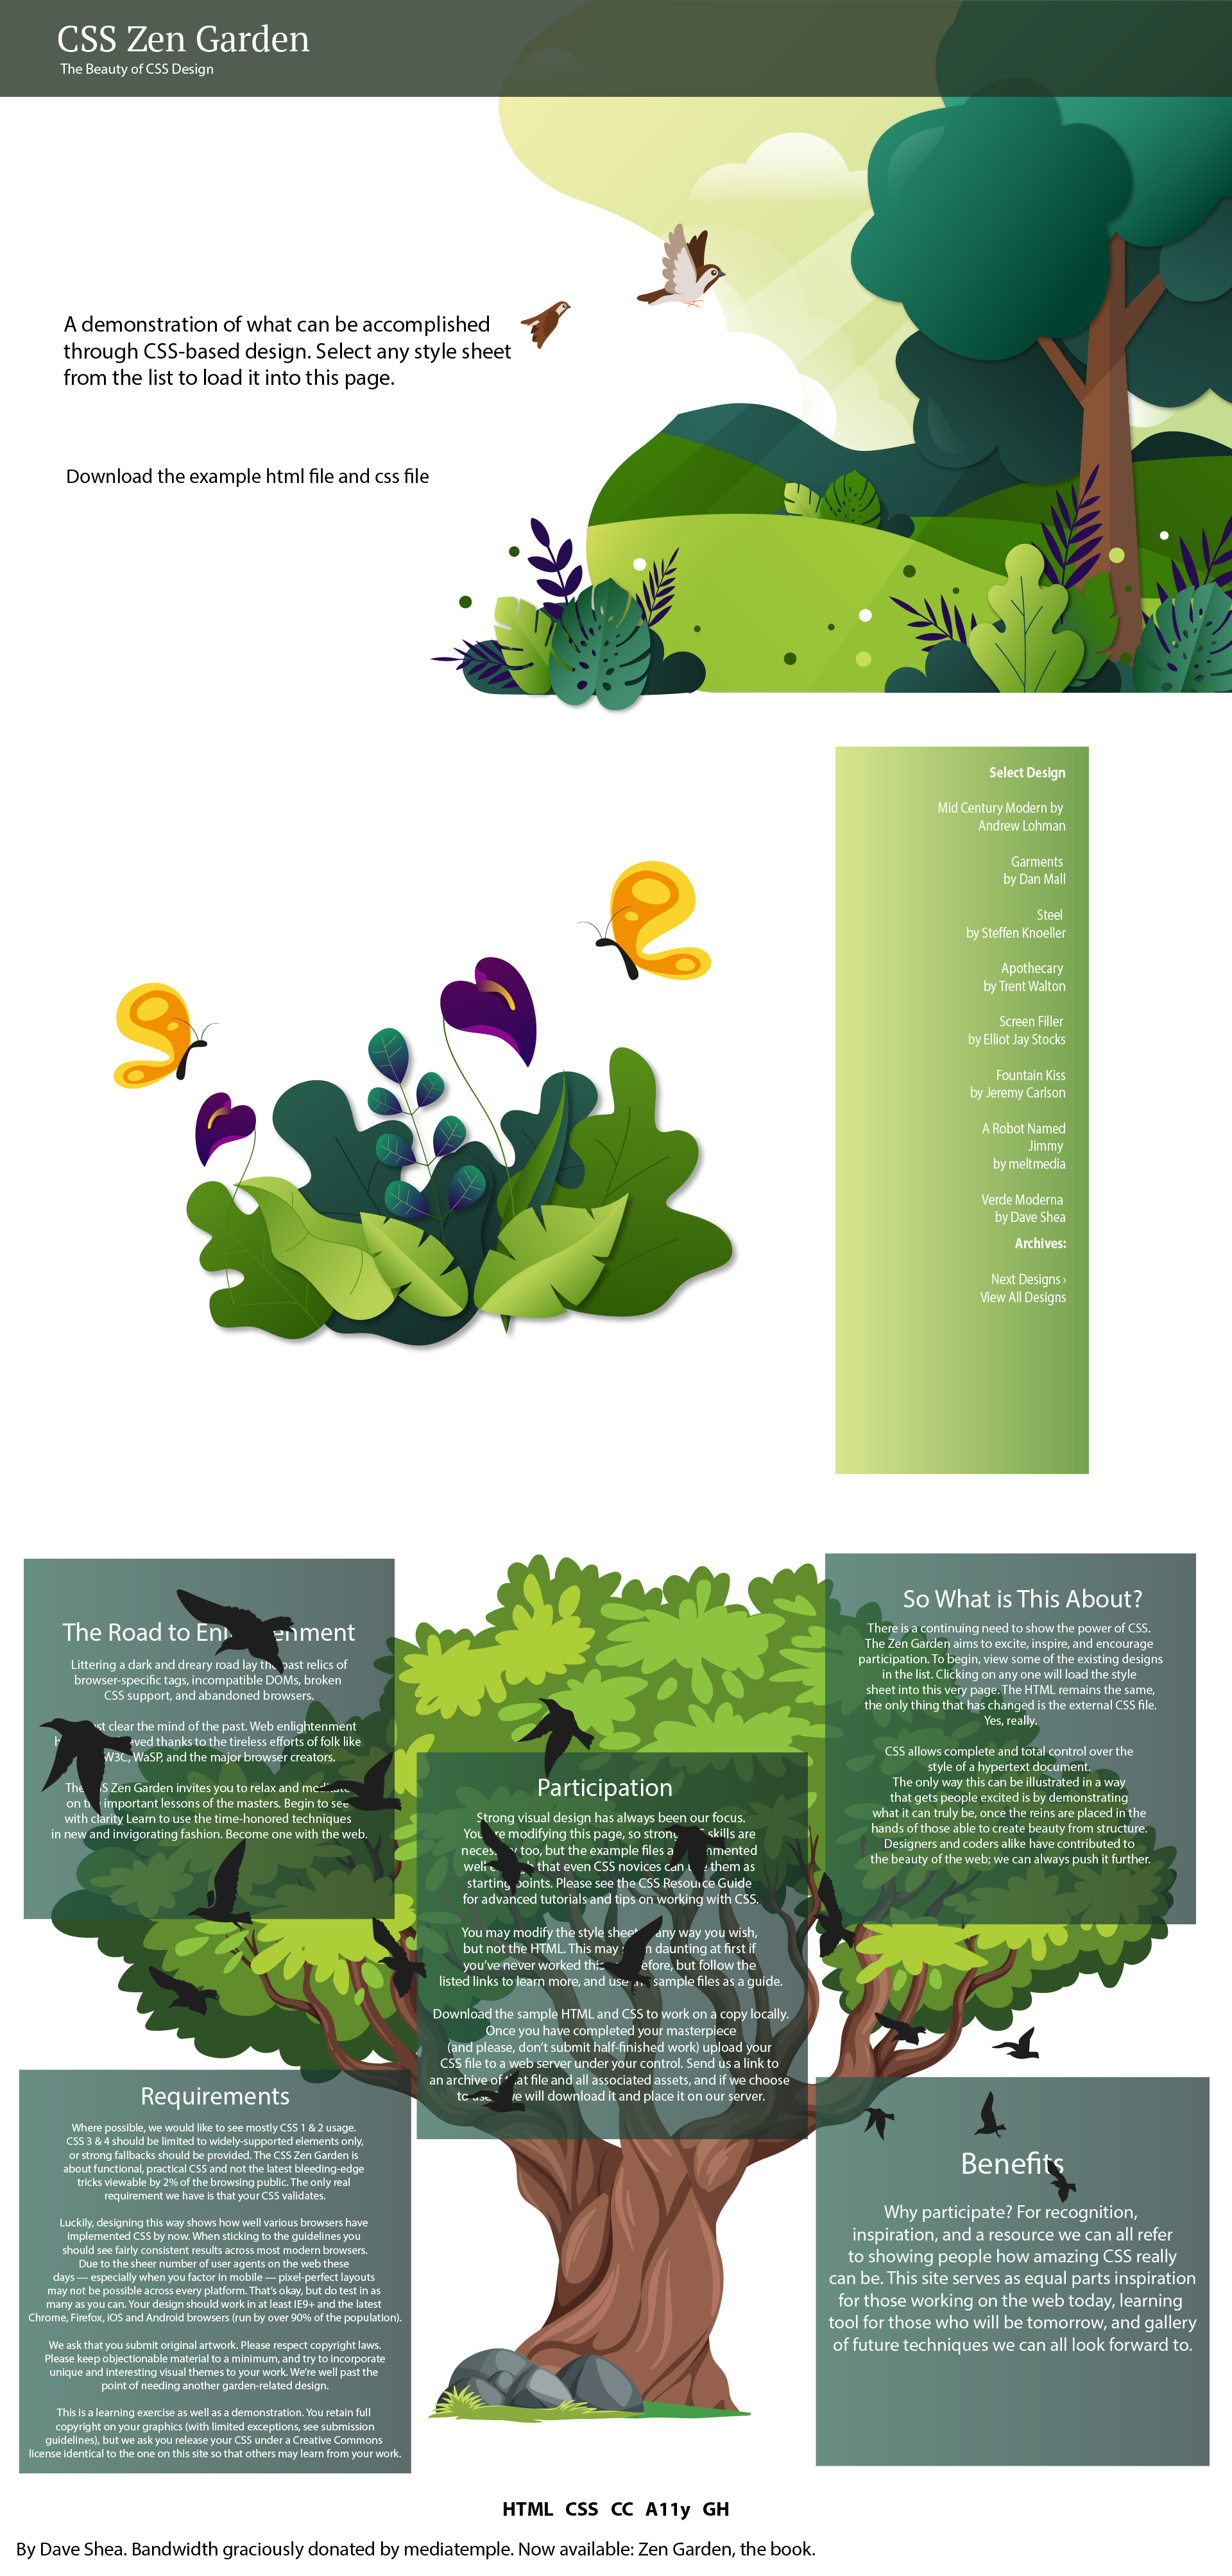 CSS Zen Garden
The Beauty of CSS Design
A demonstration of what can be accomplished
through CSS-based design. Select any style sheet
from the list to load it into this page.
Download the example html file and css file
Select Design
Mid Century Modern by
Andrew Lohman
Garments
by Dan Mall
Steel
by Steffen Knoeller
Apothecary
by Trent Walton
Screen Filler
by Elliot Jay Stocks
Fountain Kiss
by Jeremy Carlson
A Robot Named
Jimmy
by meltmedia
Verde Moderna
by Dave Shea
Archives:
Next Designs ›
View All Designs
The Road to
Littering a dark and dreary road lay the past relics of
browser-specific tags, incompatible DOMs, broken
CSS support, and abandoned browsers.
clear the mind of the past. Web enlightenment
thanks to the tireless efforts of folk like
W3C, WaSP, and the major browser creators.
The CSS Zen Garden invites you to relax and meditate
on the important lessons of the masters. Begin to see
with clarity Learn to use the time-honored techniques
in new and invigorating fashion. Become one with the web.
Participation
Strong visual design has always been our focus.
You are modifying this page, so strong skills are
necessary too, but the example files are commented
well enough that even CSS novices can use them as
starting points. Please see the CSS Resource Guide
for advanced tutorials and tips on working with CSS.
You may modify the style sheet any way you wish,
but not the HTML. This may seem daunting at first if
you've never worked this before, but follow the
listed links to learn more, and use the sample files as a guide.
Download the sample HTML and CSS to work on a copy locally.
Once you have completed your masterpiece
(and please, don't submit half-finished work) upload your
CSS file to a web server under your control. Send us a link to
an archive of that file and all associated assets, and if we choose
to use we will download it and place it on our server.
So What is This About?
There is a continuing need to show the power of CSS.
The Zen Garden aims to excite, inspire, and encourage
participation. To begin, view some of the existing designs
in the list. Clicking on any one will load the style
sheet into this very page. The HTML remains the same,
the only thing that has changed is the external CSS file.
Yes, really.
CSS allows complete and total control over the
style of a hypertext document.
The only way this can be illustrated in a way
that gets people excited is by demonstrating
what it can truly be, once the reins are placed in the
hands of those able to create beauty from structure.
Designers and coders alike have contributed to
the beauty of the web; we can always push it further.
Requirements
Where possible, we would like to see mostly CSS 1 & 2 usage.
CSS 3 & 4 should be limited to widely-supported elements only,
or strong fallbacks should be provided. The CSS Zen Garden is
about functional, practical CSS and not the latest bleeding-edge
tricks viewable by 2% of the browsing public. The only real
requirement we have is that your CSS validates.
Luckily, designing this way shows how well various browsers have
implemented CSS by now. When sticking to the guidelines you
should see fairly consistent results across most modern browsers.
Due to the sheer number of user agents on the web these
days — especially when you factor in mobile — pixel-perfect layouts
may not be possible across every platform. That's okay, but do test in as
many as you can. Your design should work in at least IE9+ and the latest
Chrome, Firefox, iOS and Android browsers (run by over 90% of the population).
We ask that you submit original artwork. Please respect copyright laws.
Please keep objectionable material to a minimum, and try to incorporate
unique and interesting visual themes to your work. We're well past the
point of needing another garden-related design.
This is a learning exercise as well as a demonstration. You retain full
copyright on your graphics (with limited exceptions, see submission
guidelines), but we ask you release your CSS under a Creative Commons
license identical to the one on this site so that others may learn from your work.
Benefits
Why participate? For recognition,
inspiration, and a resource we can all refer
to showing people how amazing CSS really
can be. This site serves as equal parts inspiration
for those working on the web today, learning
tool for those who will be tomorrow, and gallery
of future techniques we can all look forward to.
HTML CSS CC A11y GH
By Dave Shea. Bandwidth graciously donated by mediatemple. Now available: Zen Garden, the book.